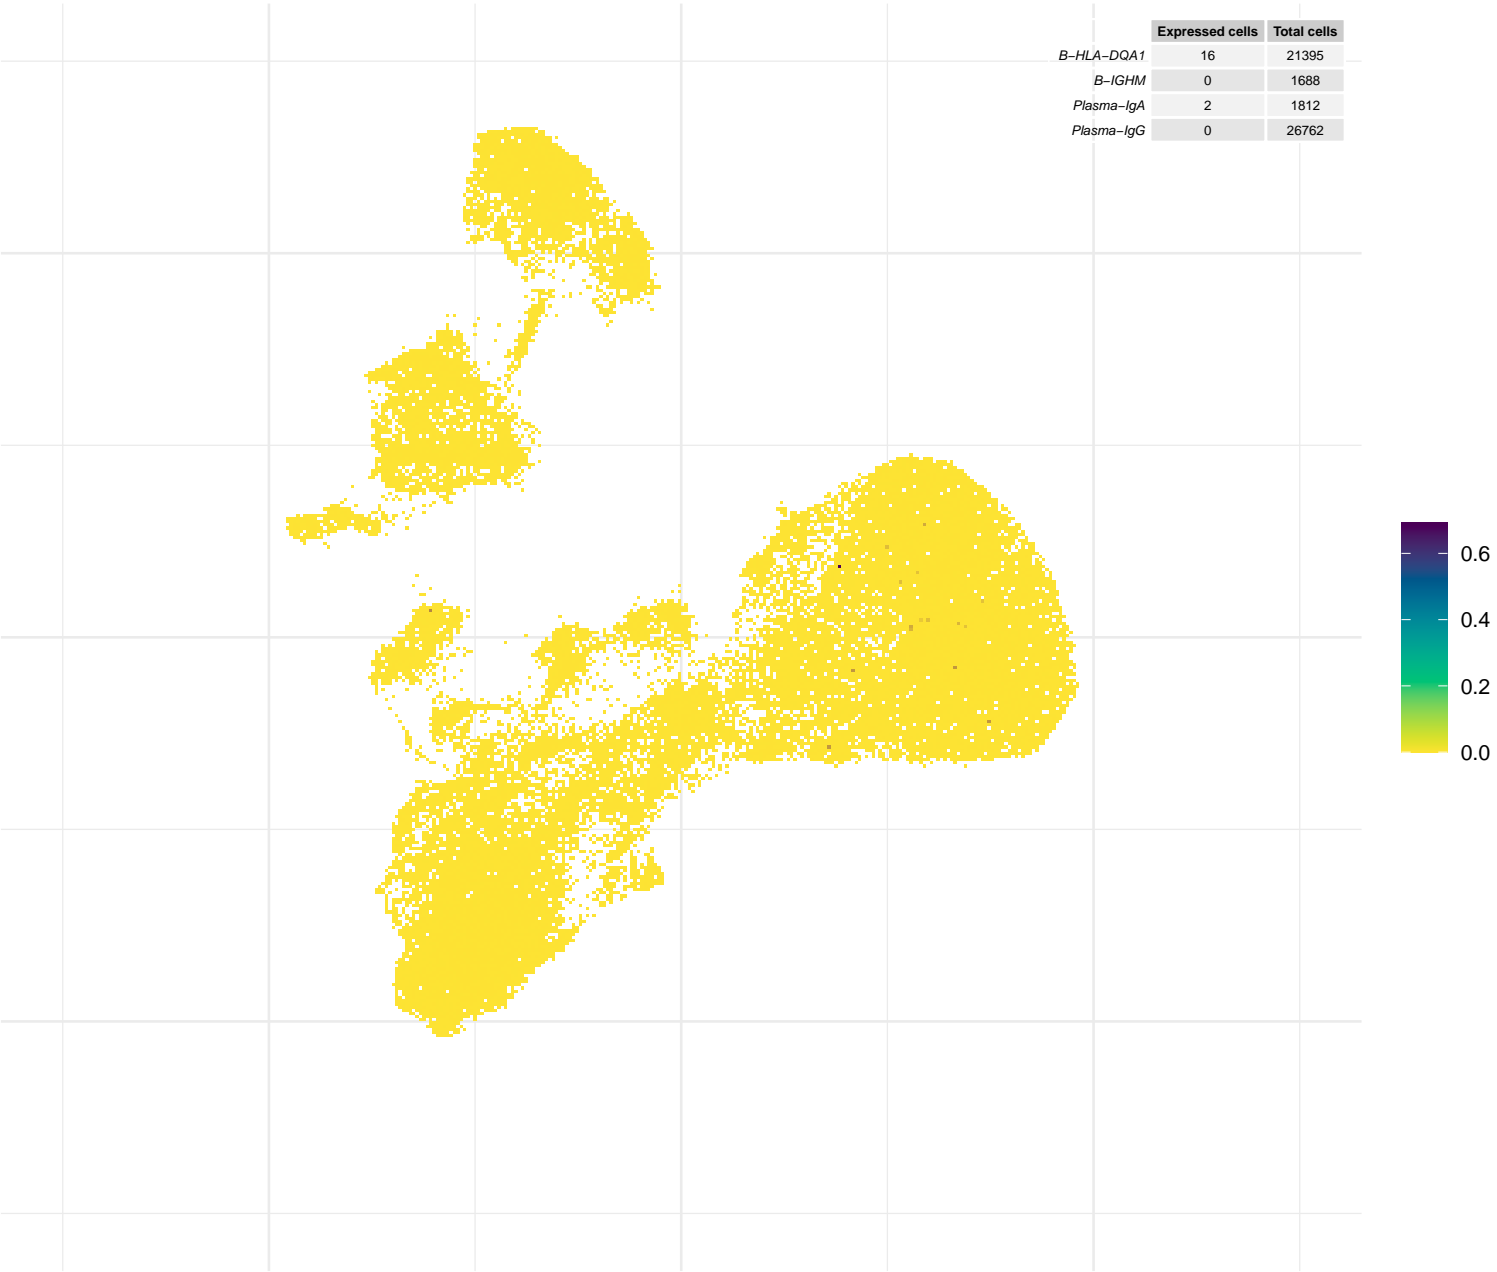 Expressed cells Total cells
B−HLA−DQA1 16 21395
B−IGHM 0 1688
Plasma−IgA 2 1812
Plasma−IgG 0 26762
0.6
0.4
0.2
0.0